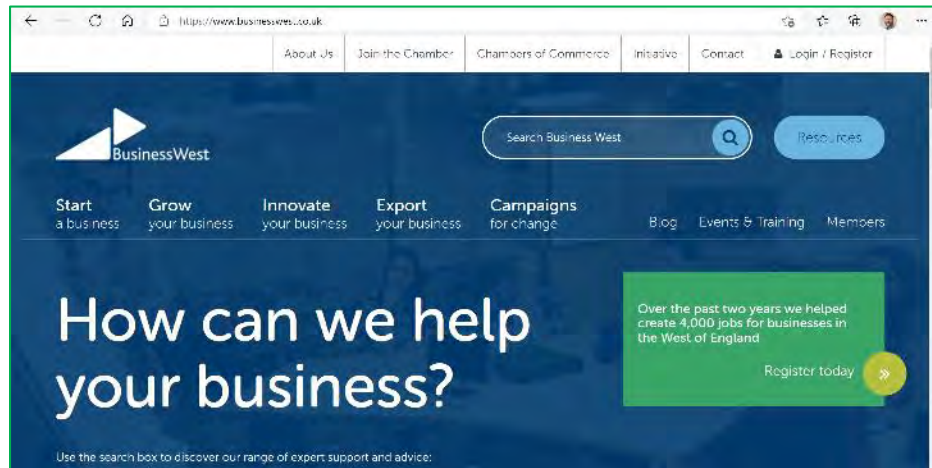 https://www.businesswest.co.uk
About Us Join the Chamber Chambers of Commerce Initiative Contact Login / Register
BusinessWest
Search Business West
Resources
Start a business
Grow your business
Innovate your business
Export your business
Campaigns for change
Blog Events & Training Members
How can we help
your business?
Over the past two years we helped
create 4,000 jobs for businesses in
the West of England
Register today
Use the search box to discover our range of expert support and advice: